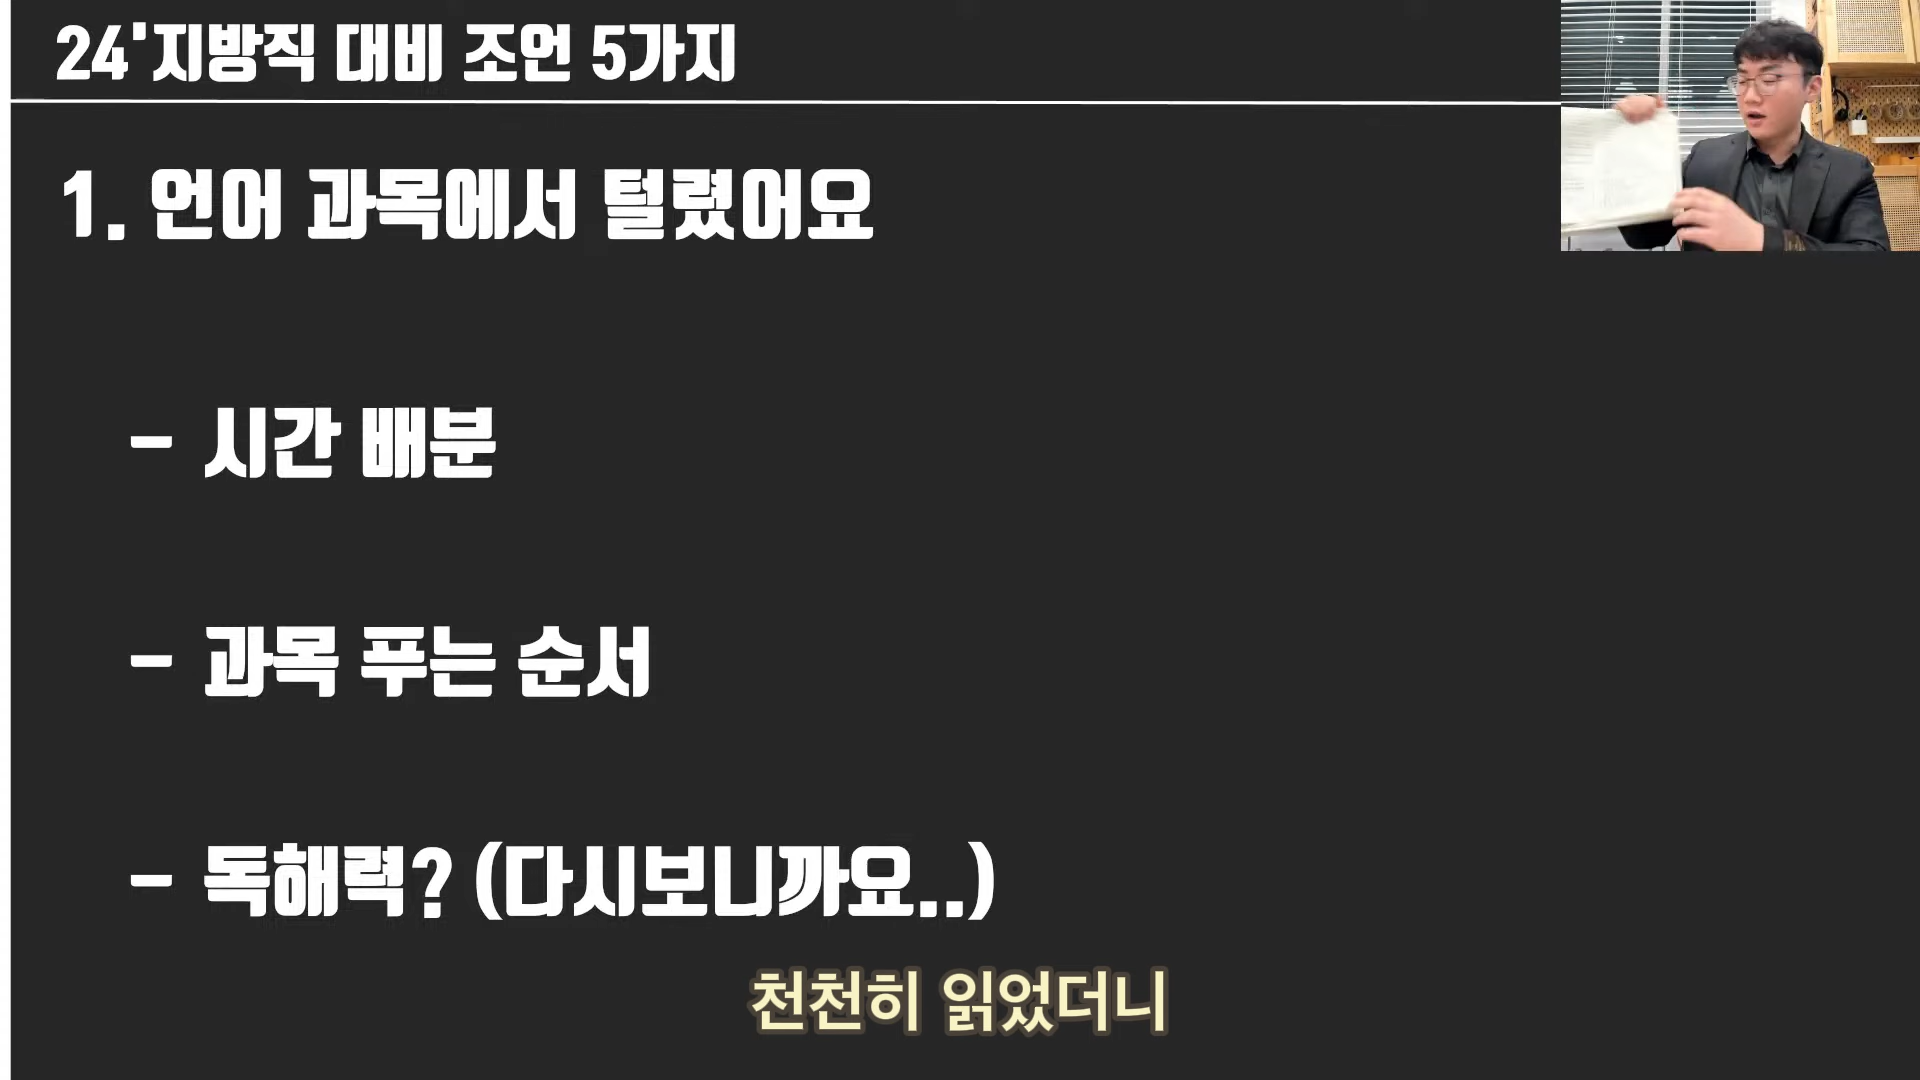 24'지방직 대비 조언 5가지
1. 언어 과목에서 털렸어요
- 시간 배분
- 과목 푸는 순서
- 독해력? (다시보니까요..)
천천히 읽었더니